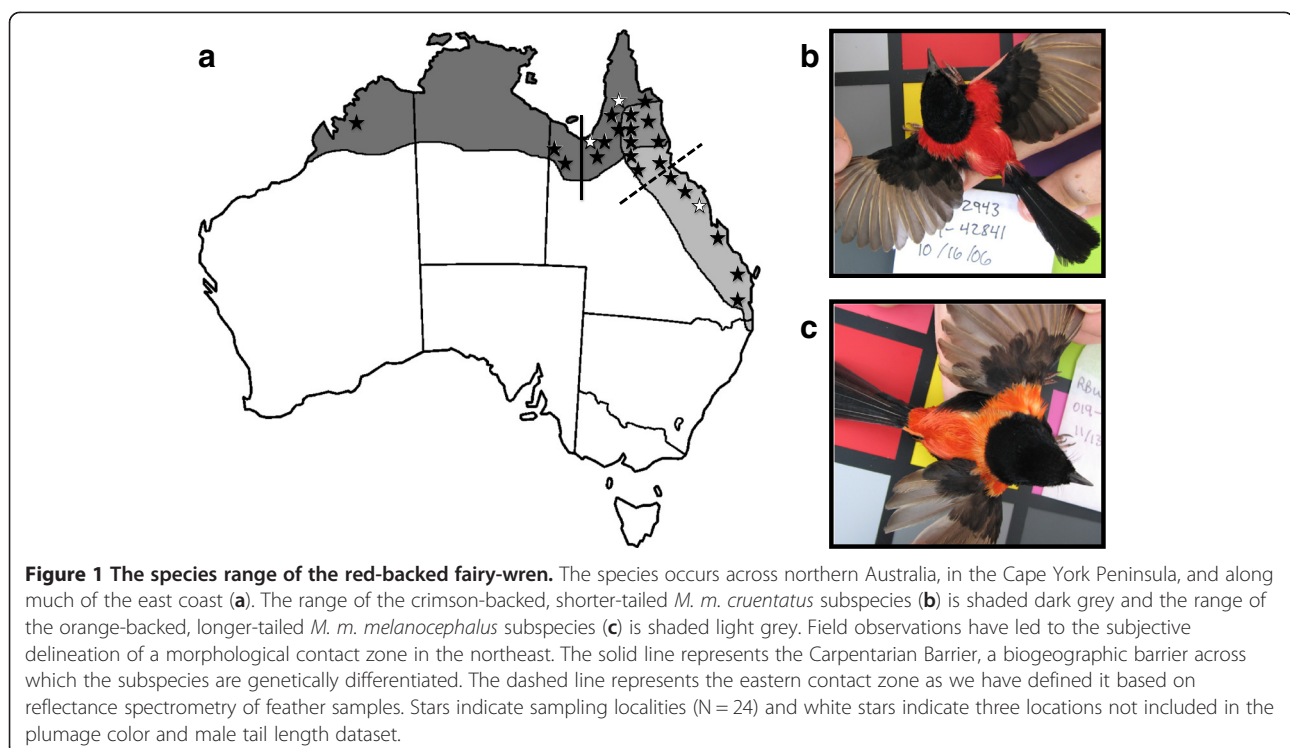 a
b
2943
42841
10/16/06
c
RBW
019-
11/13
Figure 1 The species range of the red-backed fairy-wren. The species occurs across northern Australia, in the Cape York Peninsula, and along
much of the east coast (a). The range of the crimson-backed, shorter-tailed M. m. cruentatus subspecies (b) is shaded dark grey and the range of
the orange-backed, longer-tailed M. m. melanocephalus subspecies (c) is shaded light grey. Field observations have led to the subjective
delineation of a morphological contact zone in the northeast. The solid line represents the Carpentarian Barrier, a biogeographic barrier across
which the subspecies are genetically differentiated. The dashed line represents the eastern contact zone as we have defined it based on
reflectance spectrometry of feather samples. Stars indicate sampling localities (N = 24) and white stars indicate three locations not included in the
plumage color and male tail length dataset.